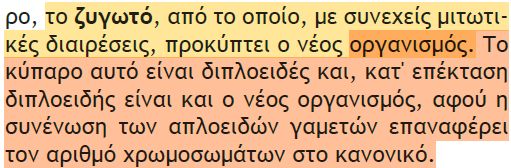 ρο, το ζυγωτό, από το οποίο, με συνεχείς μιτωτι-
κές διαιρέσεις, προκύπτει ο νέος οργανισμός. Το
κύπαρο αυτό είναι διπλοειδές και, κατ' επέκταση
διπλοειδής είναι και ο νέος οργανισμός, αφού η
συνένωση των απλοειδών γαμετών επαναφέρει
τον αριθμό χρωμοσωμάτων στο κανονικό.